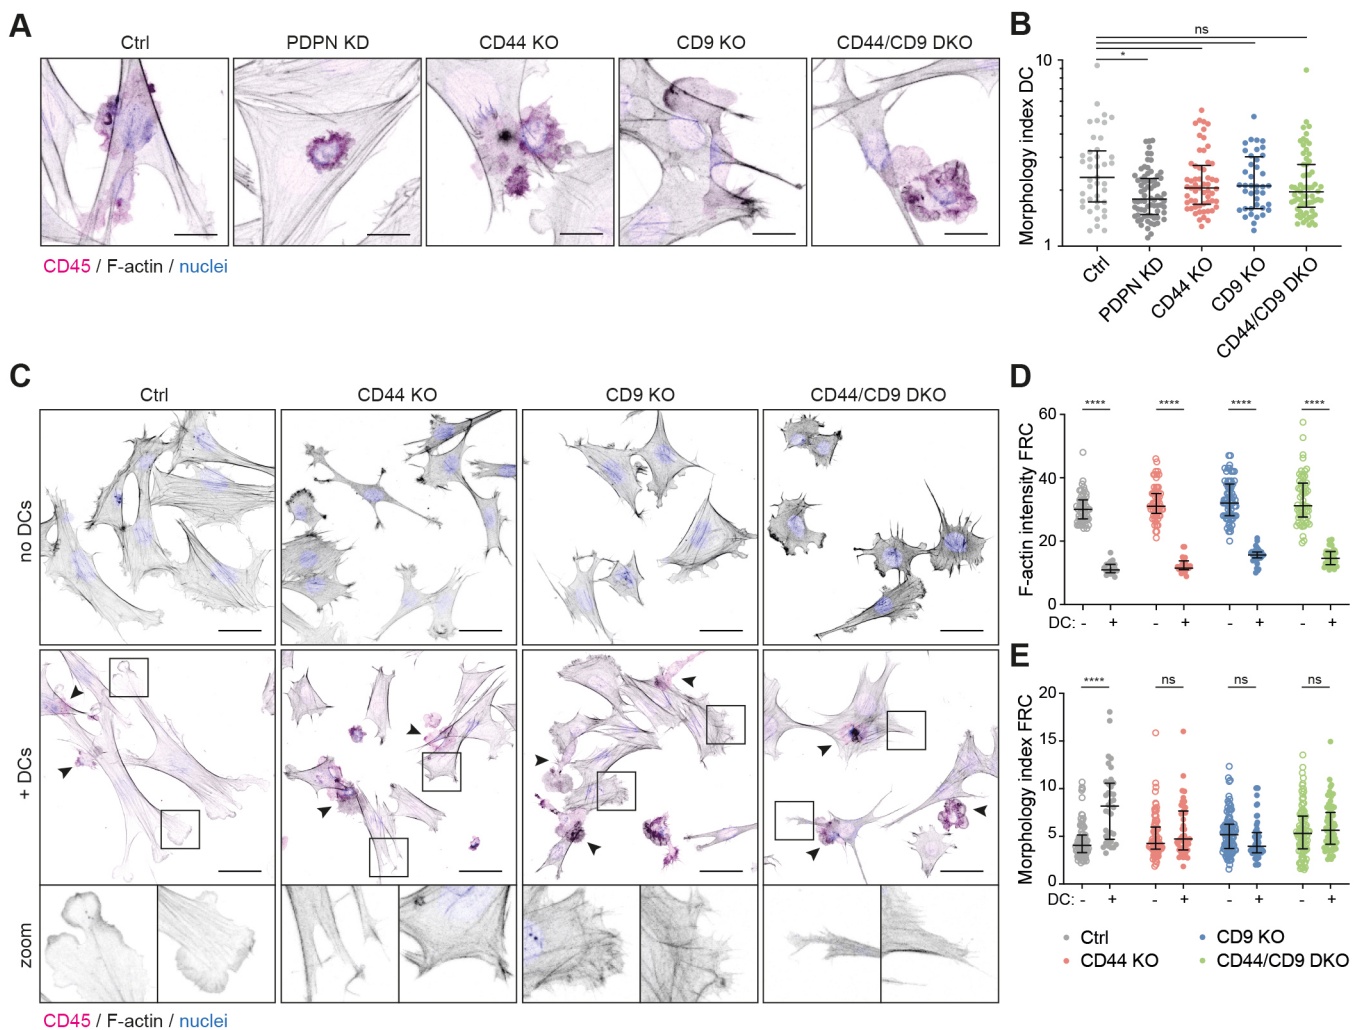 A
Ctrl
PDPN KD
CD44 KO
CD9 KO
CD44/CD9 DKO
CD45 / F-actin / nuclei
B
ns
*
Morphology index DC
10
1
Ctrl
PDPN KD
CD44 KO
CD9 KO
CD44/CD9 DKO
C
Ctrl
CD44 KO
CD9 KO
CD44/CD9 DKO
no DCs
+ DCs
zoom
CD45 / F-actin / nuclei
D
F-actin intensity FRC
60
40
20
0
**** **** **** ****
DC: - + - + - + - +
E
Morphology index FRC
20
15
10
5
0
**** ns ns ns
DC: - + - + - + - +
Ctrl
CD9 KO
CD44 KO
CD44/CD9 DKO